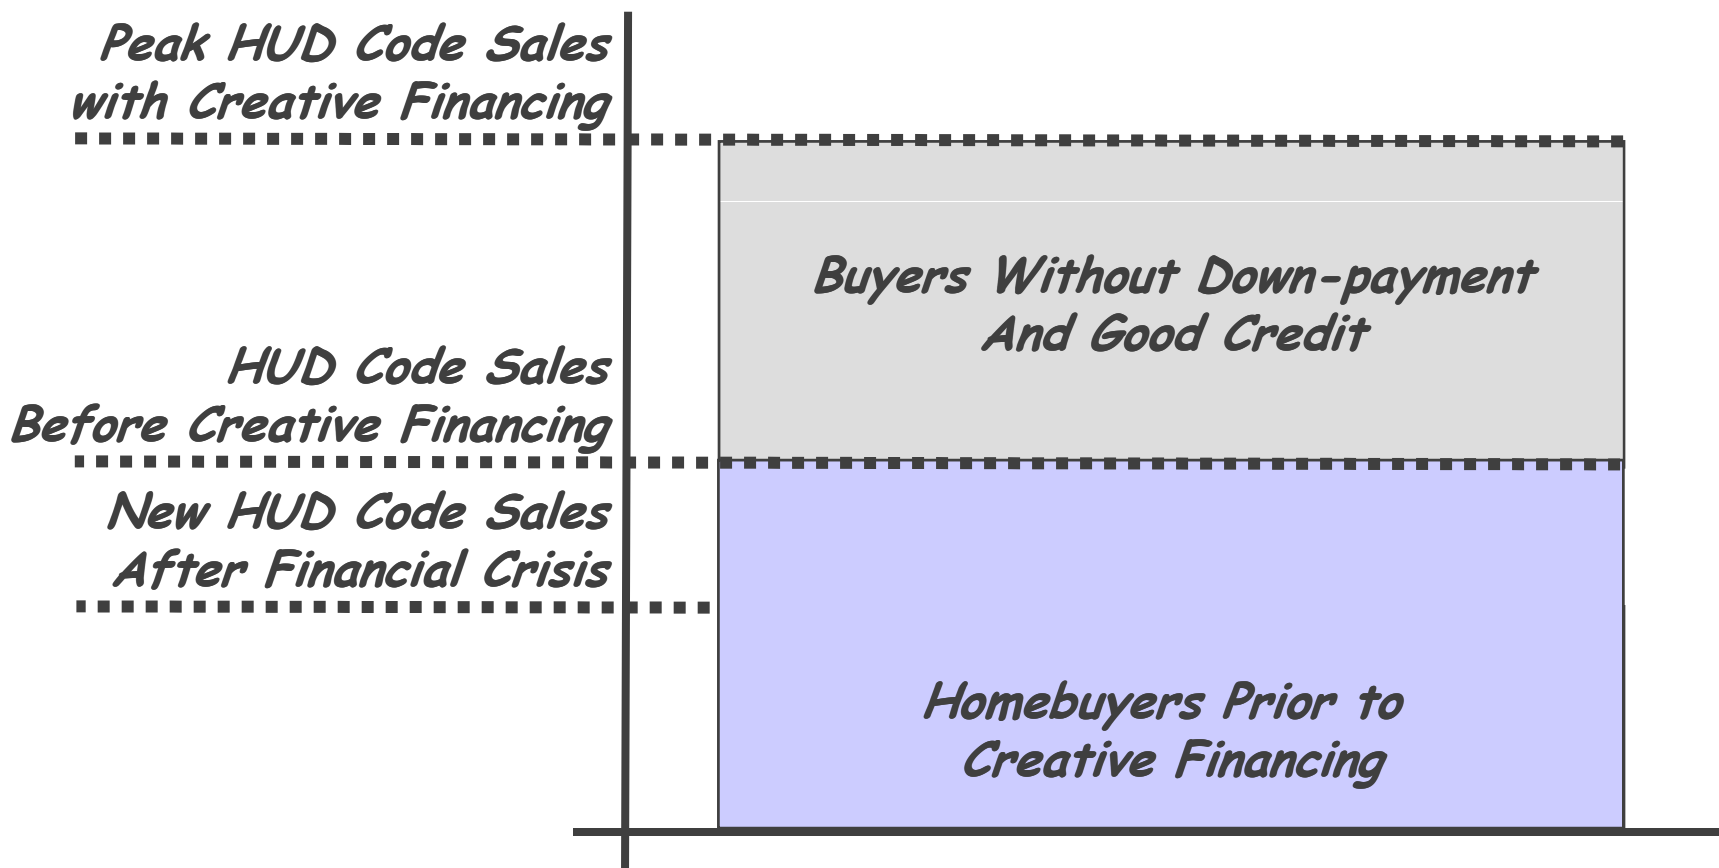 Peak HUD Code Sales
with Creative Financing
Buyers Without Down-payment
And Good Credit
HUD Code Sales
Before Creative Financing
New HUD Code Sales
After Financial Crisis
Homebuyers Prior to
Creative Financing